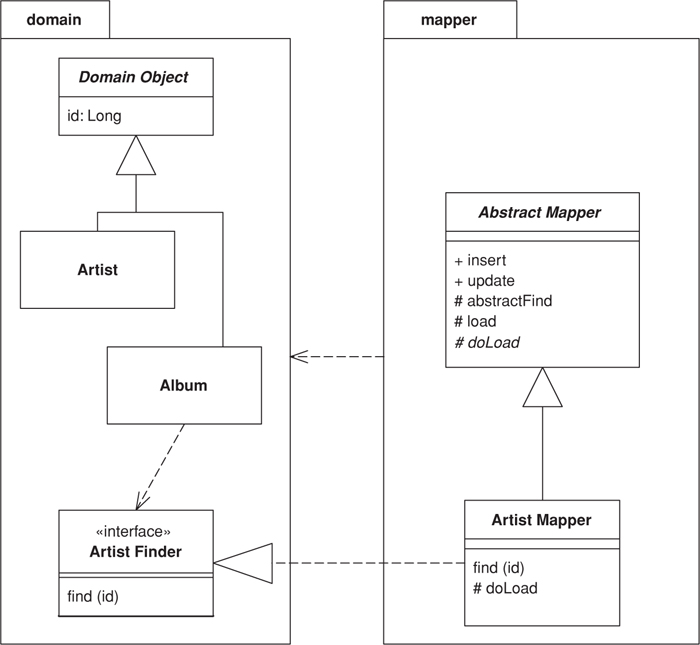 domain
Domain Object
id: Long
Artist
Album
«interface»
Artist Finder
find (id)
mapper
Abstract Mapper
+ insert
+ update
# abstractFind
# load
# doLoad
Artist Mapper
find (id)
# doLoad